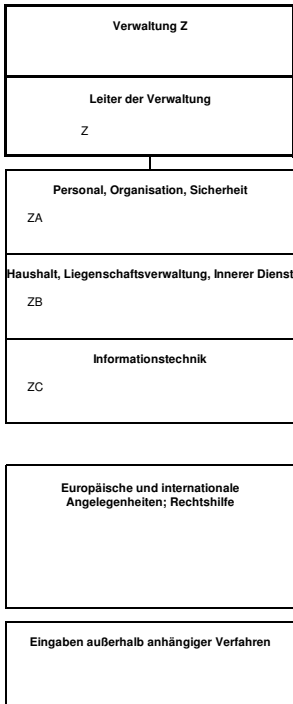 Verwaltung Z
Leiter der Verwaltung
Z
Personal, Organisation, Sicherheit
ZA
Haushalt, Liegenschaftsverwaltung, Innerer Dienst
ZB
Informationstechnik
ZC
Europäische und internationale
Angelegenheiten; Rechtshilfe
Eingaben außerhalb anhängiger Verfahren